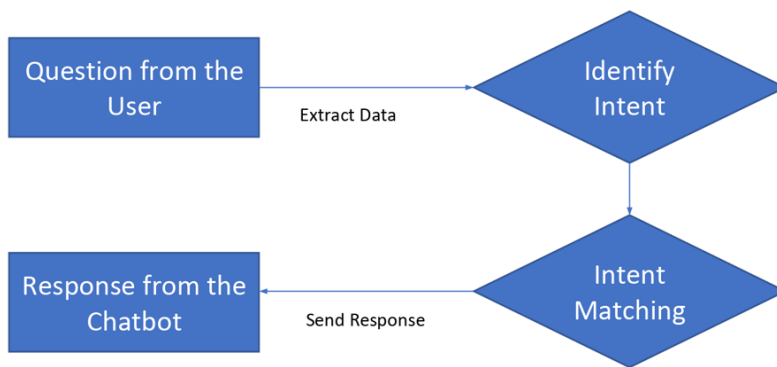 Question from the
User
Extract Data
Identify
Intent
Response from the
Chatbot
Send Response
Intent
Matching